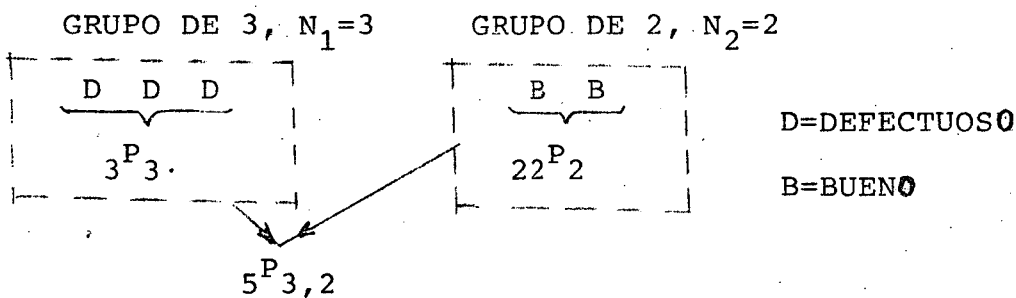 GRUPO DE 3, N1=3 GRUPO DE 2, N2=2
D D D B B D=DEFECTUOSO
3P3. 22P2 B=BUENO
5P3,2